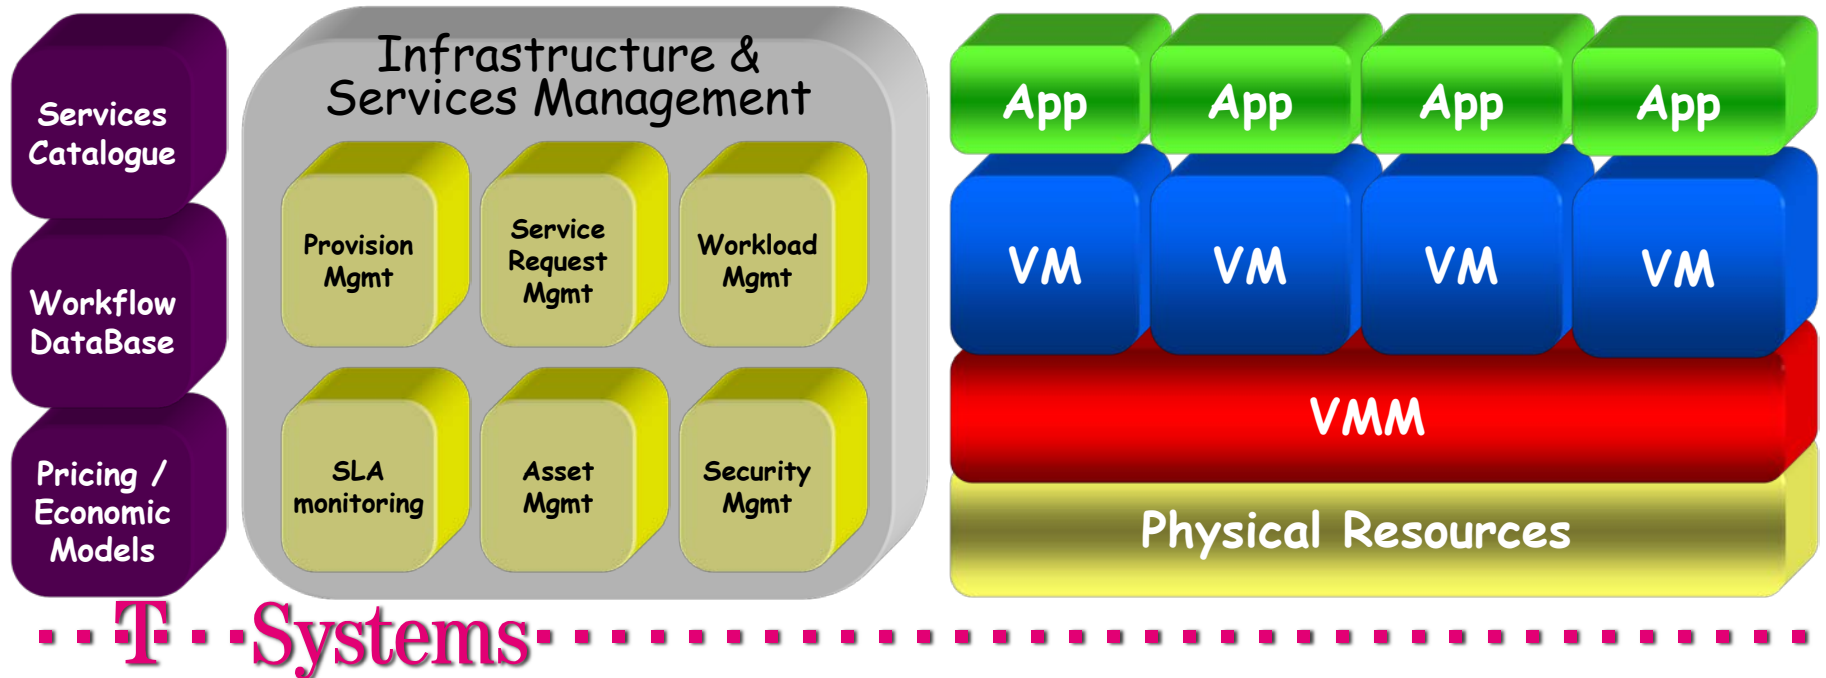 Services
Catalogue
Workflow
DataBase
Pricing /
Economic
Models
Infrastructure &
Services Management
Provision
Mgmt
Service
Request
Mgmt
Workload
Mgmt
SLA
monitoring
Asset
Mgmt
Security
Mgmt
App App App App
VM VM VM VM
VMM
Physical Resources
T Systems